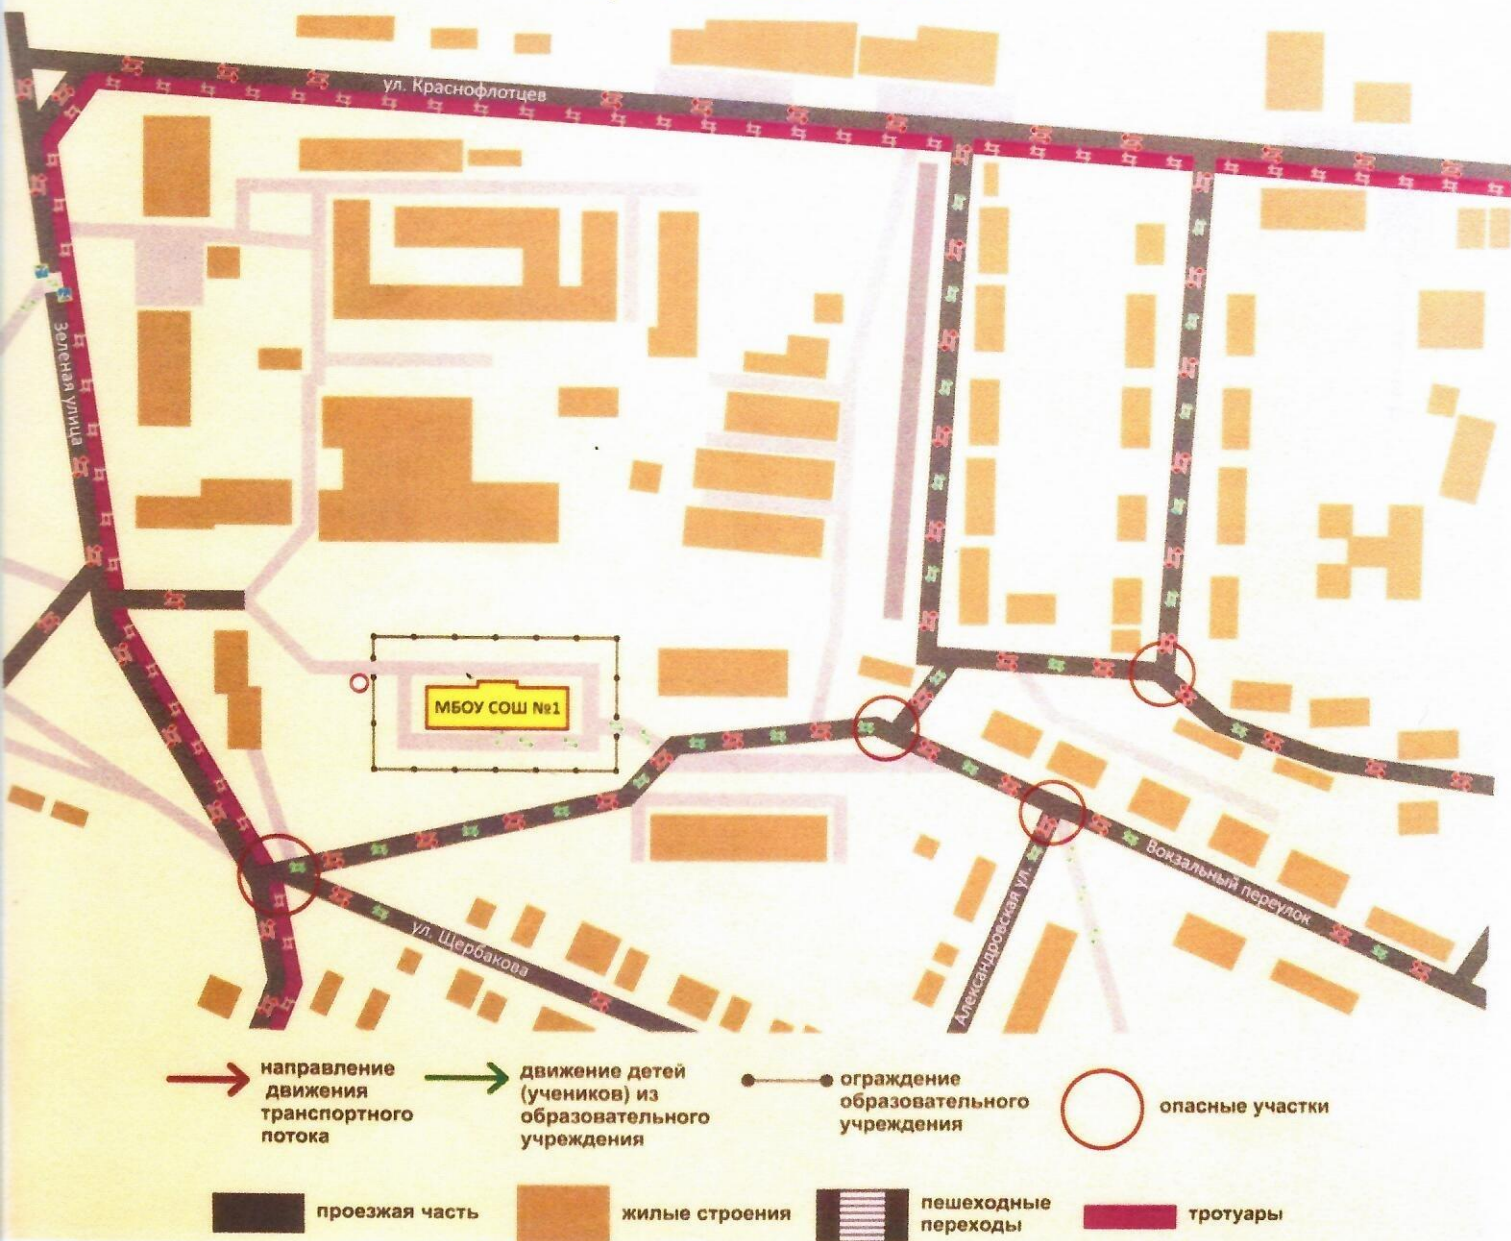 ул. Краснофлотцев
Зеленая улица
МБОУ СОШ №1
Вокзальный переулок
Александровская ул.
ул. Щербакова
направление
движения
транспортного
потока
движение детей
(учеников) из
образовательного
учреждения
ограждение
образовательного
учреждения
опасные участки
проезжая часть
жилые строения
пешеходные
переходы
тротуары